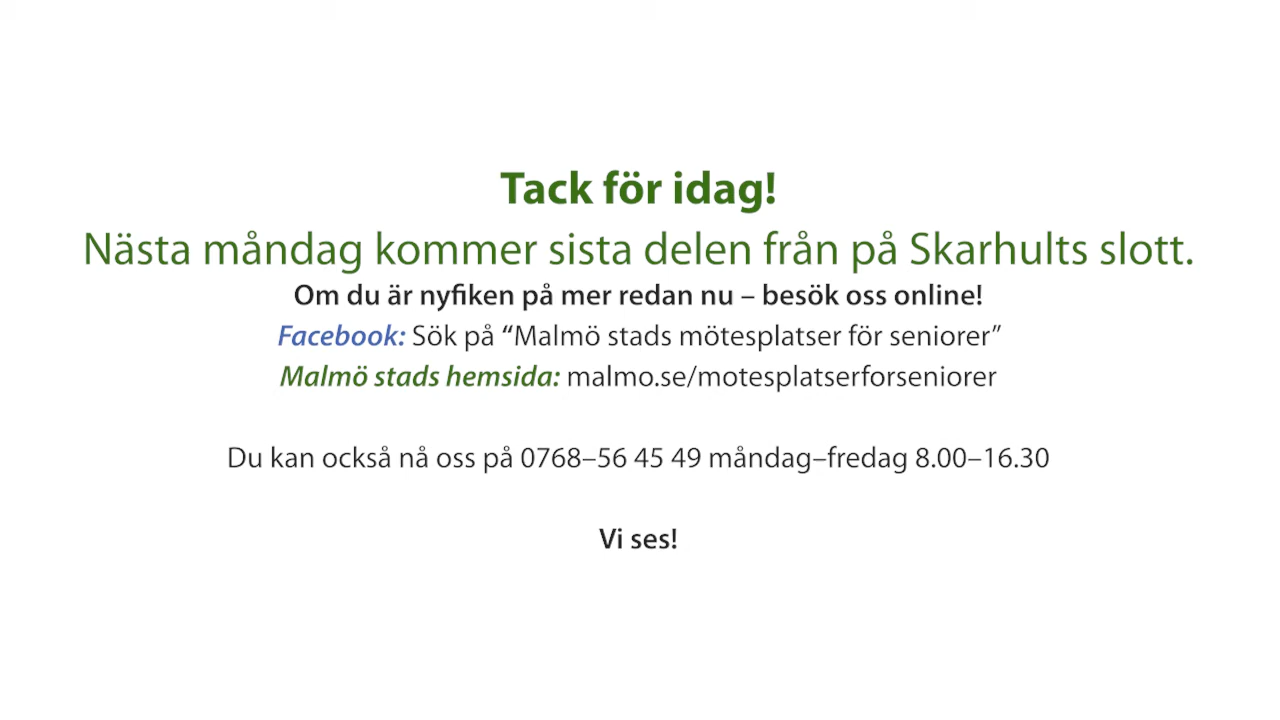 Tack för idag!
Nästa måndag kommer sista delen från på Skarhults slott.
Om du är nyfiken på mer redan nu – besök oss online!
Facebook: Sök på “Malmö stads mötesplatser för seniorer”
Malmö stads hemsida: malmo.se/motesplatserforseniorer
Du kan också nå oss på 0768–56 45 49 måndag–fredag 8.00–16.30
Vi ses!